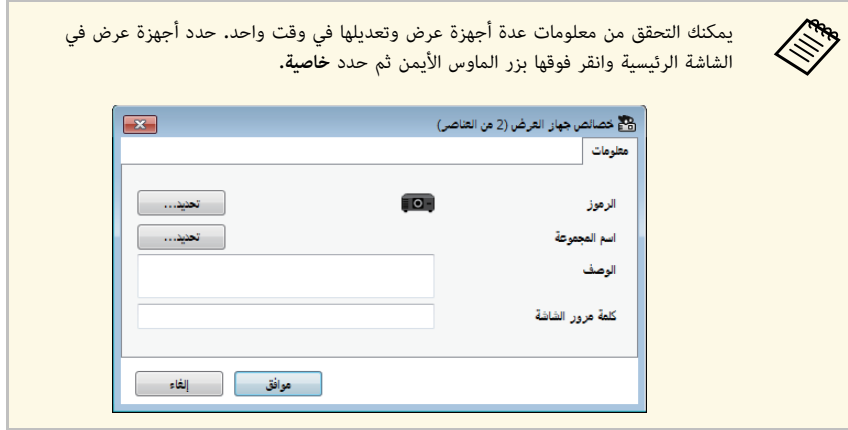 يمكنك التحقق من معلومات عدة أجهزة عرض وتعديلها في وقت واحد. حدد أجهزة عرض في
الشاشة الرئيسية وانقر فوقها بزر الماوس الأيمن ثم حدد خاصية.
خصائص جهاز العرض (2 من العناصر)
معلومات
الرموز
تحديد...
اسم المجموعة
تحديد...
الوصف
كلمة مرور الشاشة
موافق
إلغاء